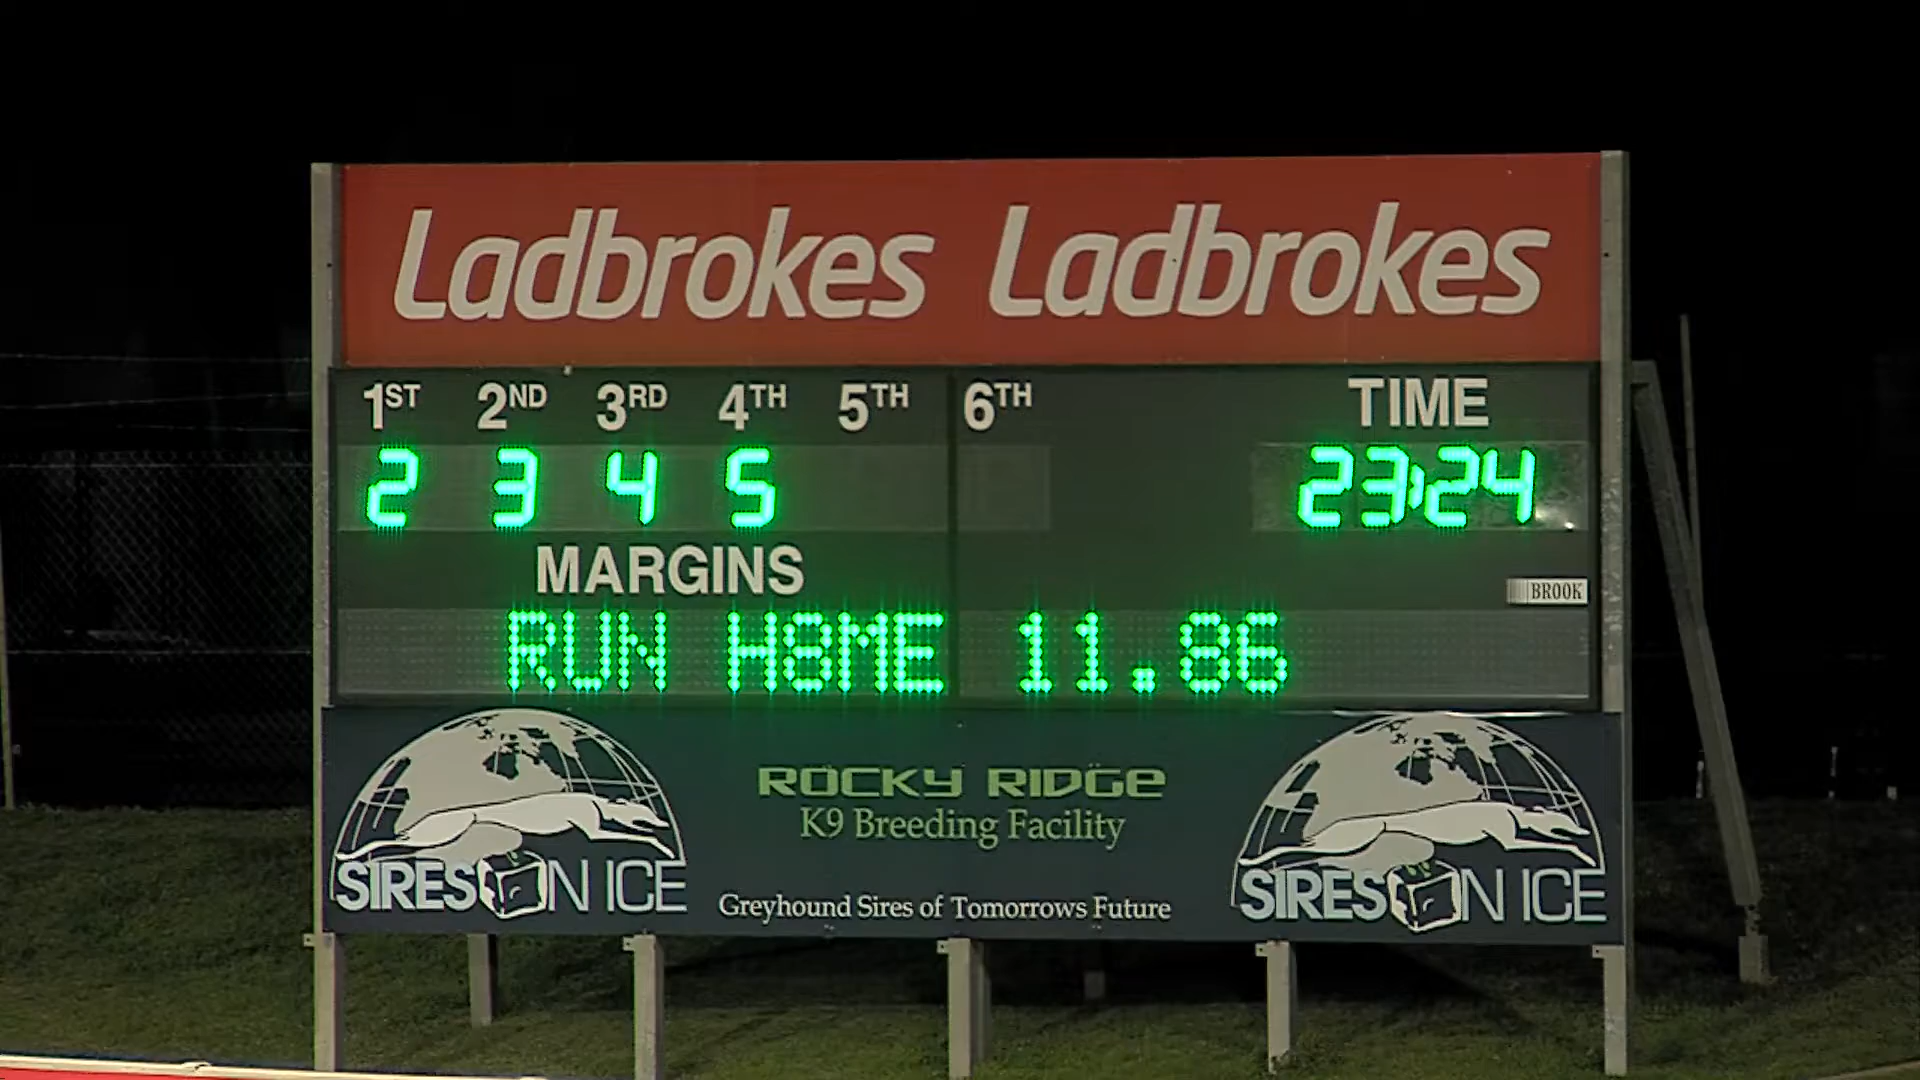 Ladbrokes Ladbrokes
1ST 2ND 3RD 4TH 5TH 6TH TIME
2 3 4 5 23:24
MARGINS
BROOK
RUN H8ME 11.86
ROCKY RIDGE
K9 Breeding Facility
SIRES ON ICE
Greyhound Sires of Tomorrows Future
SIRES ON ICE